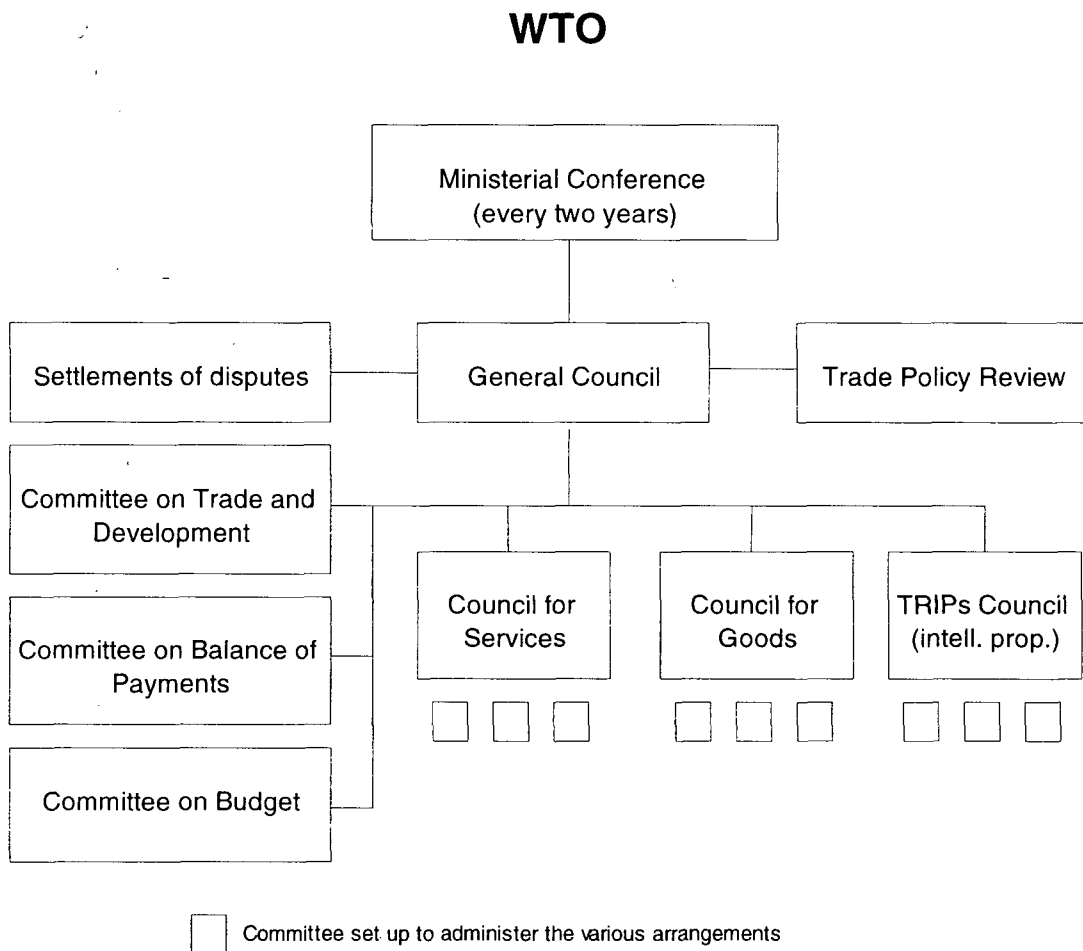 WTO
Ministerial Conference
(every two years)
Settlements of disputes
General Council
Trade Policy Review
Committee on Trade and
Development
Council for
Services
Council for
Goods
TRIPs Council
(intell. prop.)
Committee on Balance of
Payments
Committee on Budget
Committee set up to administer the various arrangements